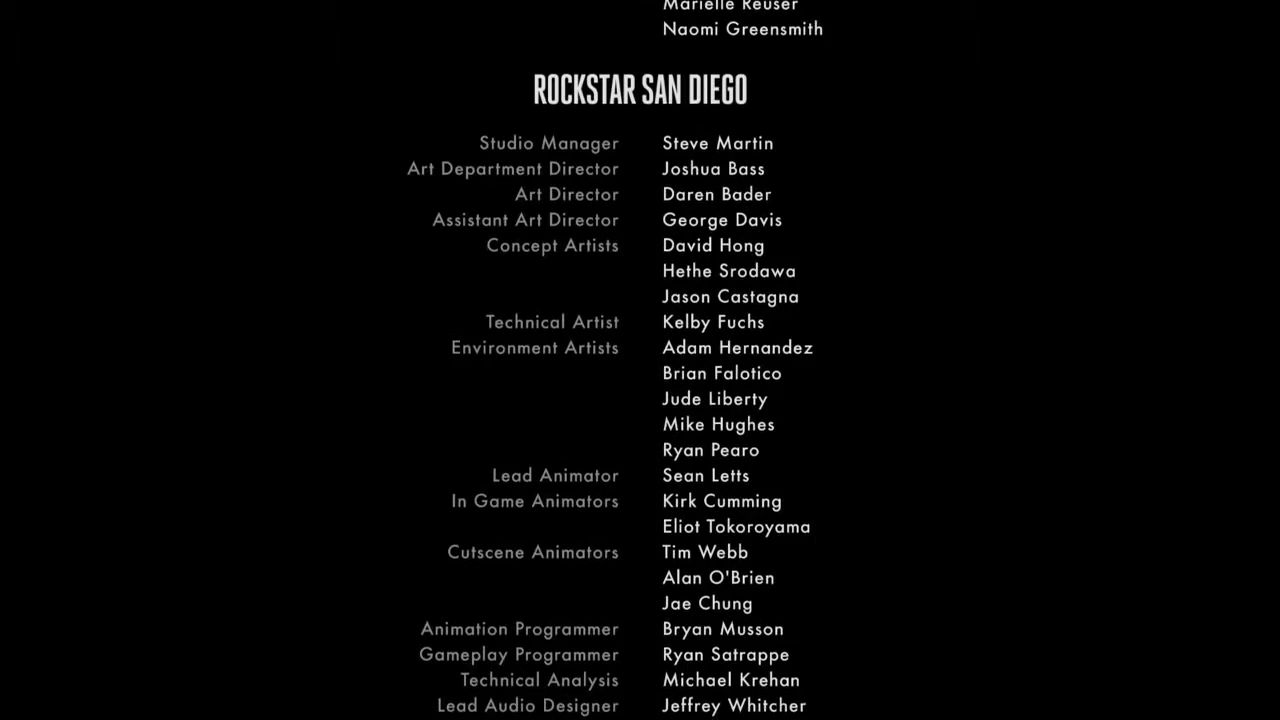 Marielle Reuser
Naomi Greensmith
ROCKSTAR SAN DIEGO
Studio Manager Steve Martin
Art Department Director Joshua Bass
Art Director Daren Bader
Assistant Art Director George Davis
Concept Artists David Hong
Hethe Srodawa
Jason Castagna
Technical Artist Kelby Fuchs
Environment Artists Adam Hernandez
Brian Falotico
Jude Liberty
Mike Hughes
Ryan Pearo
Lead Animator Sean Letts
In Game Animators Kirk Cumming
Eliot Tokoroyama
Cutscene Animators Tim Webb
Alan O'Brien
Jae Chung
Animation Programmer Bryan Musson
Gameplay Programmer Ryan Satrappe
Technical Analysis Michael Krehan
Lead Audio Designer Jeffrey Whitcher